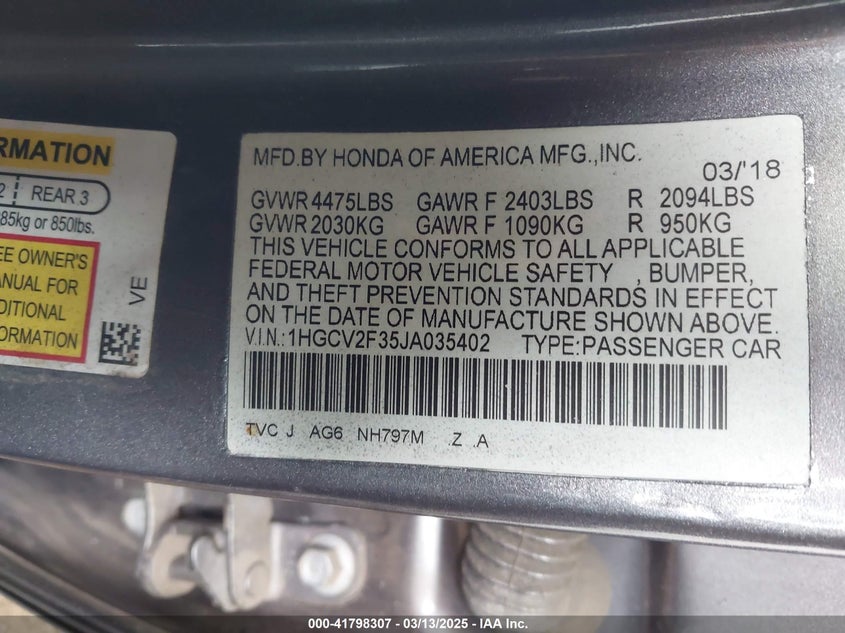 RMATION
2 REAR 3
85kg or 850lbs.
EE OWNER'S
MANUAL FOR
DDITIONAL
FORMATION
VE
MFD.BY HONDA OF AMERICA MFG.,INC.
03/'18
GVWR 4475LBS GAWR F 2403LBS R 2094LBS
GVWR 2030KG GAWR F 1090KG R 950KG
THIS VEHICLE CONFORMS TO ALL APPLICABLE
FEDERAL MOTOR VEHICLE SAFETY , BUMPER,
AND THEFT PREVENTION STANDARDS IN EFFECT
ON THE DATE OF MANUFACTURE SHOWN ABOVE.
V.I.N.:1HGCV2F35JA035402 TYPE:PASSENGER CAR
TVC J AG6 NH797M .Z .A
000-41798307 - 03/13/2025 - IAA Inc.